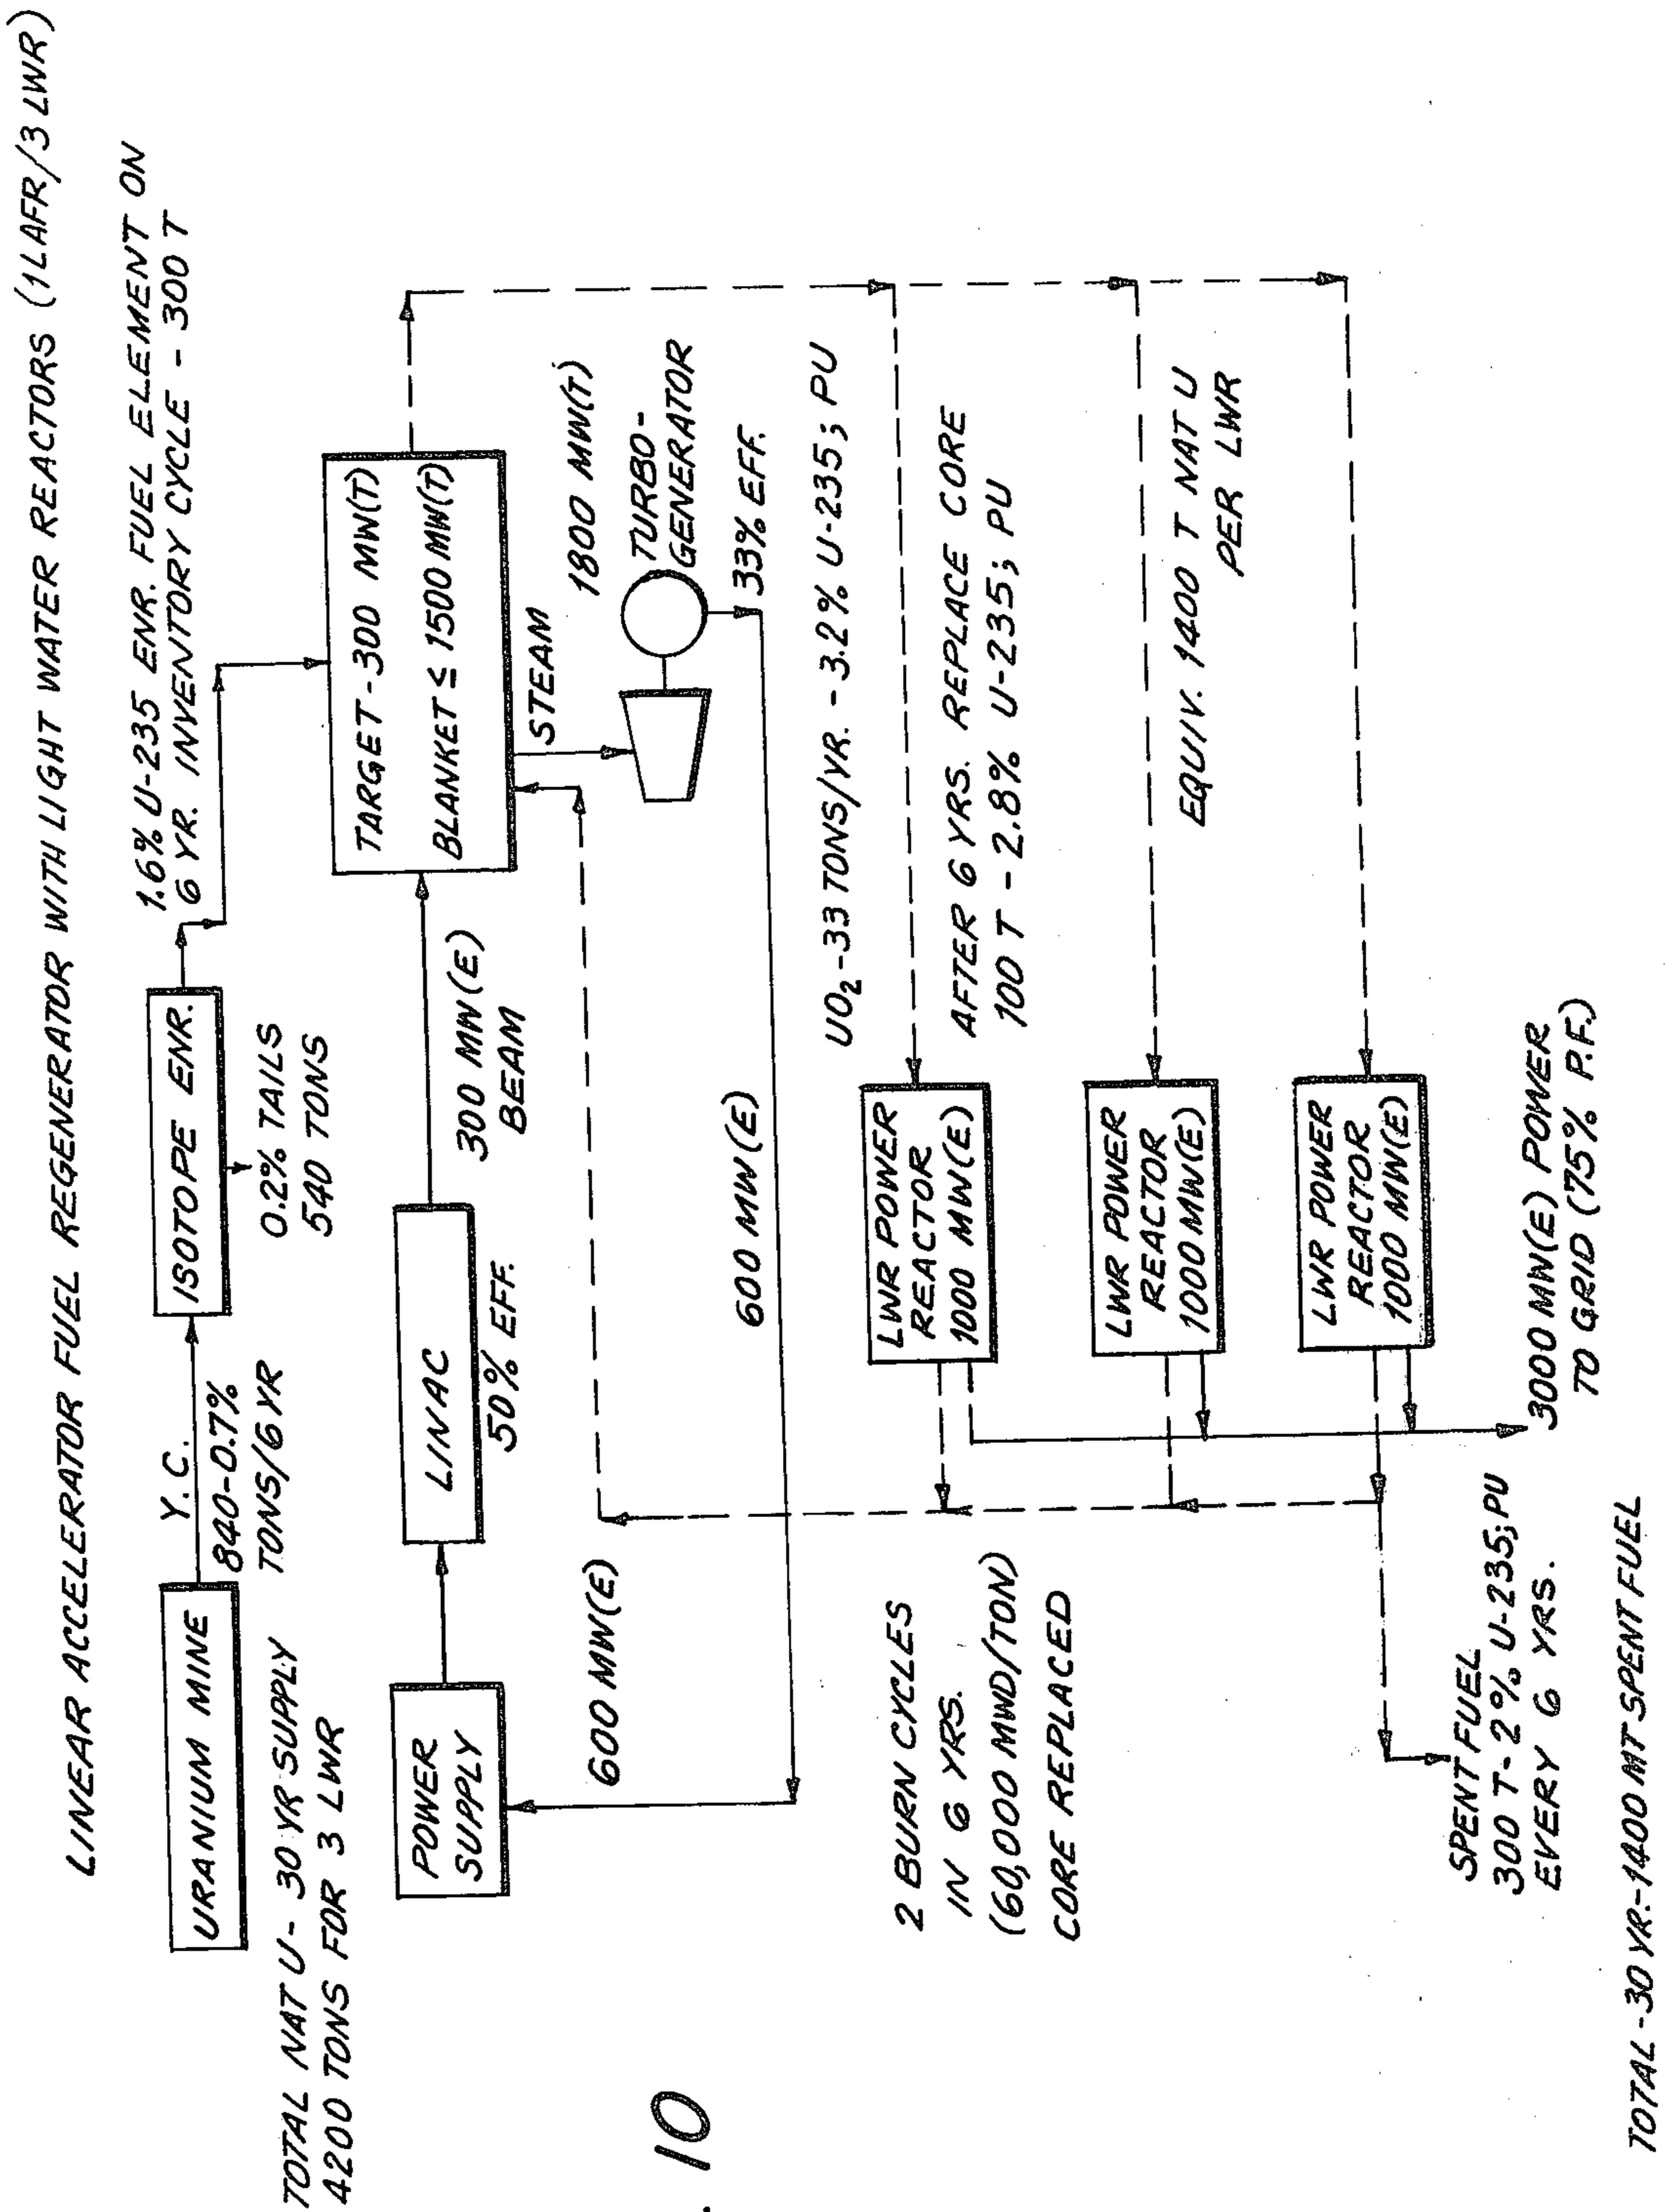 LINEAR ACCELERATOR FUEL REGENERATOR WITH LIGHT WATER REACTORS (1LAFR/3 LWR)
URANIUM MINE
Y. C.
840-0.7%
TONS/6 YR
ISOTOPE ENR.
0.2% TAILS
540 TONS
1.6% U-235 ENR. FUEL ELEMENT ON
6 YR. INVENTORY CYCLE - 300 T
TOTAL NAT U- 30 YR SUPPLY
4200 TONS FOR 3 LWR
POWER
SUPPLY
LINAC
50% EFF.
300 MW(E)
BEAM
TARGET-300 MW(T)
BLANKET ≤ 1500 MW(T)
STEAM
1800 MW(T)
TURBO-
GENERATOR
33% EFF.
600 MW(E)
600 MW(E)
UO2-33 TONS/YR. - 3.2% U-235; PU
AFTER 6 YRS. REPLACE CORE
100 T - 2.8% U-235; PU
EQUIV. 1400 T NAT U
PER LWR
2 BURN CYCLES
IN 6 YRS.
(60,000 MWD/TON)
CORE REPLACED
LWR POWER
REACTOR
1000 MW(E)
LWR POWER
REACTOR
1000 MW(E)
LWR POWER
REACTOR
1000 MW(E)
3000 MW(E) POWER
TO GRID (75% P.F.)
SPENT FUEL
300 T-2% U-235;PU
EVERY 6 YRS.
TOTAL -30 YR.-1400 MT SPENT FUEL
. 10